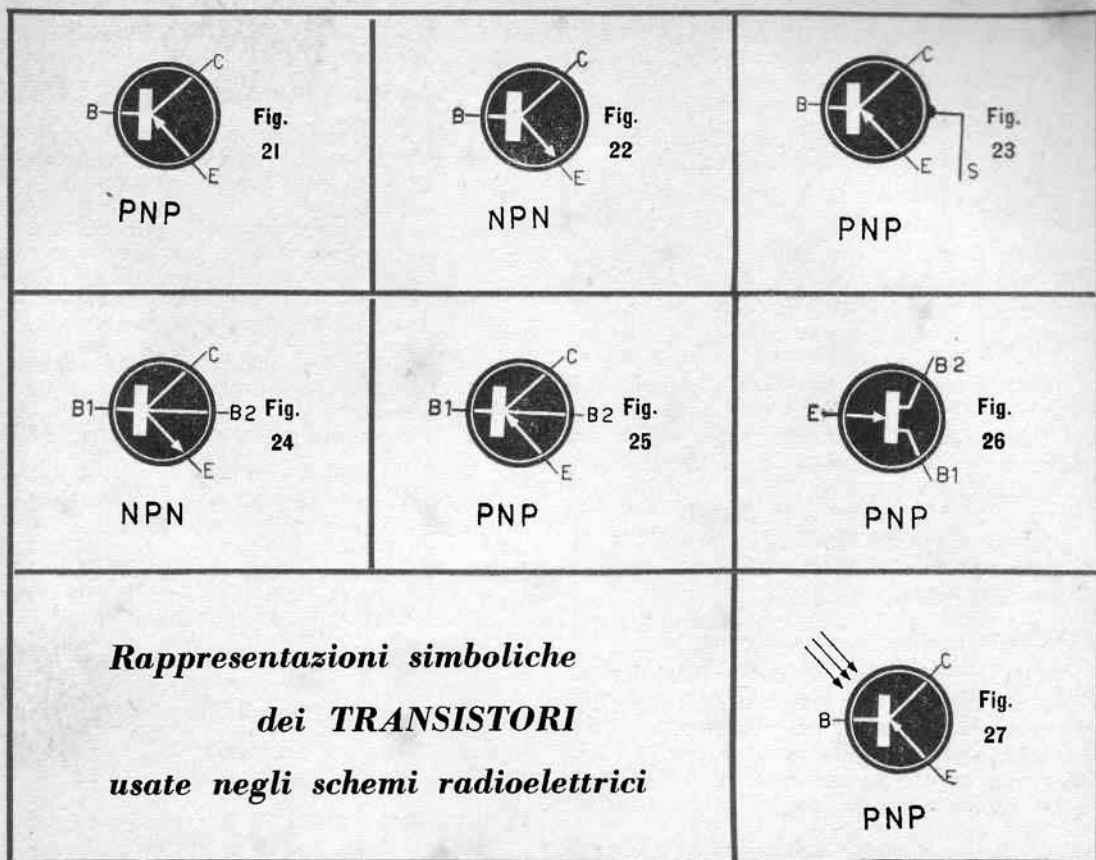 C
B
Fig.
21
E
PNP
C
B
Fig.
22
E
NPN
C
B
Fig.
23
E
S
PNP
C
B1
B2
Fig.
24
E
NPN
C
B1
B2
Fig.
25
E
PNP
B2
E
Fig.
26
B1
PNP
Rappresentazioni simboliche
dei TRANSISTORI
usate negli schemi radioelettrici
C
B
Fig.
27
E
PNP